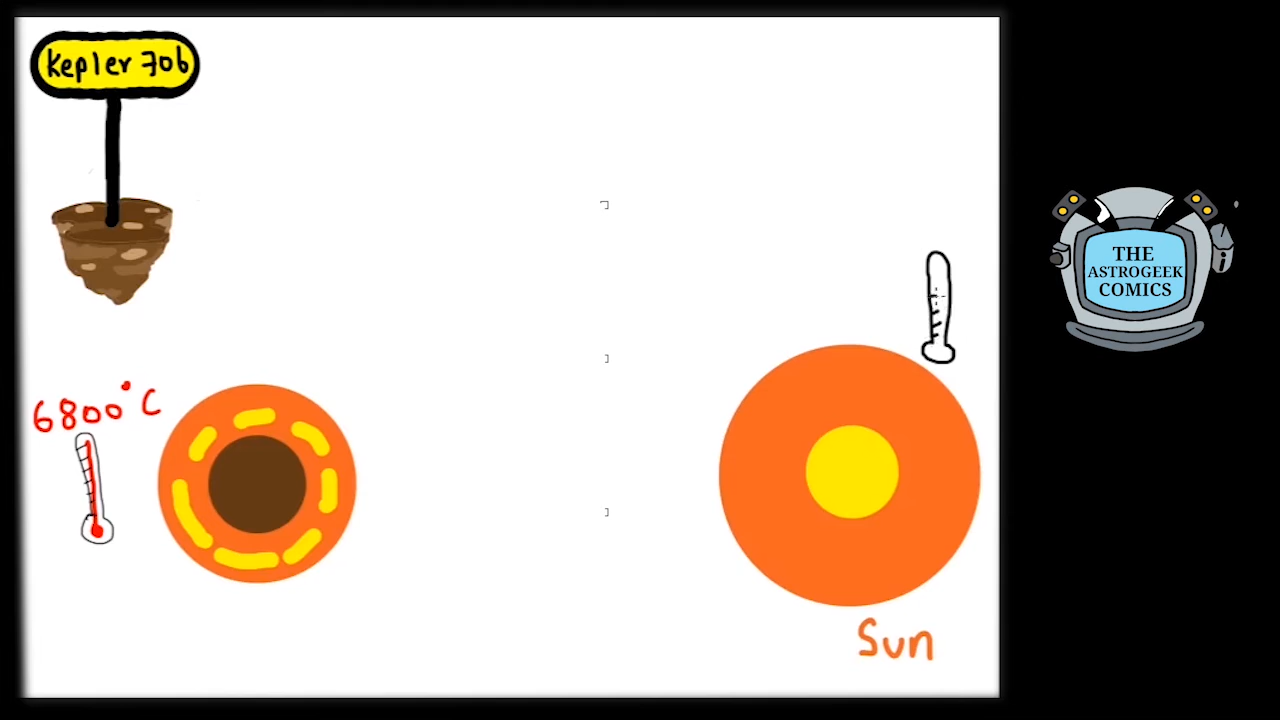 Kepler 70b
6800°C
Sun
THE
ASTROGEEK
COMICS